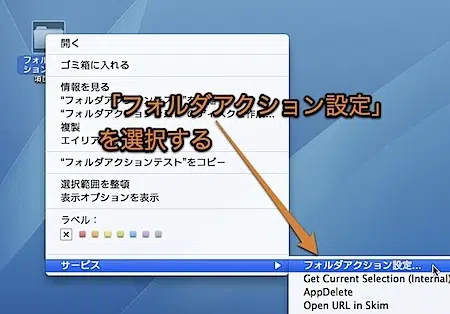 フォルダ
ション
項
開く
ゴミ箱に入れる
情報を見る
“フォルダアクション
“フォルダア
複製
エイリア
“フォルダアクションテスト”をコピー
選択範囲を整頓
表示オプションを表示
ラベル：
サービス
「フォルダアクション設定」
を選択する
フォルダアクション設定...
Get Current Selection (Internal)
AppDelete
Open URL in Skim